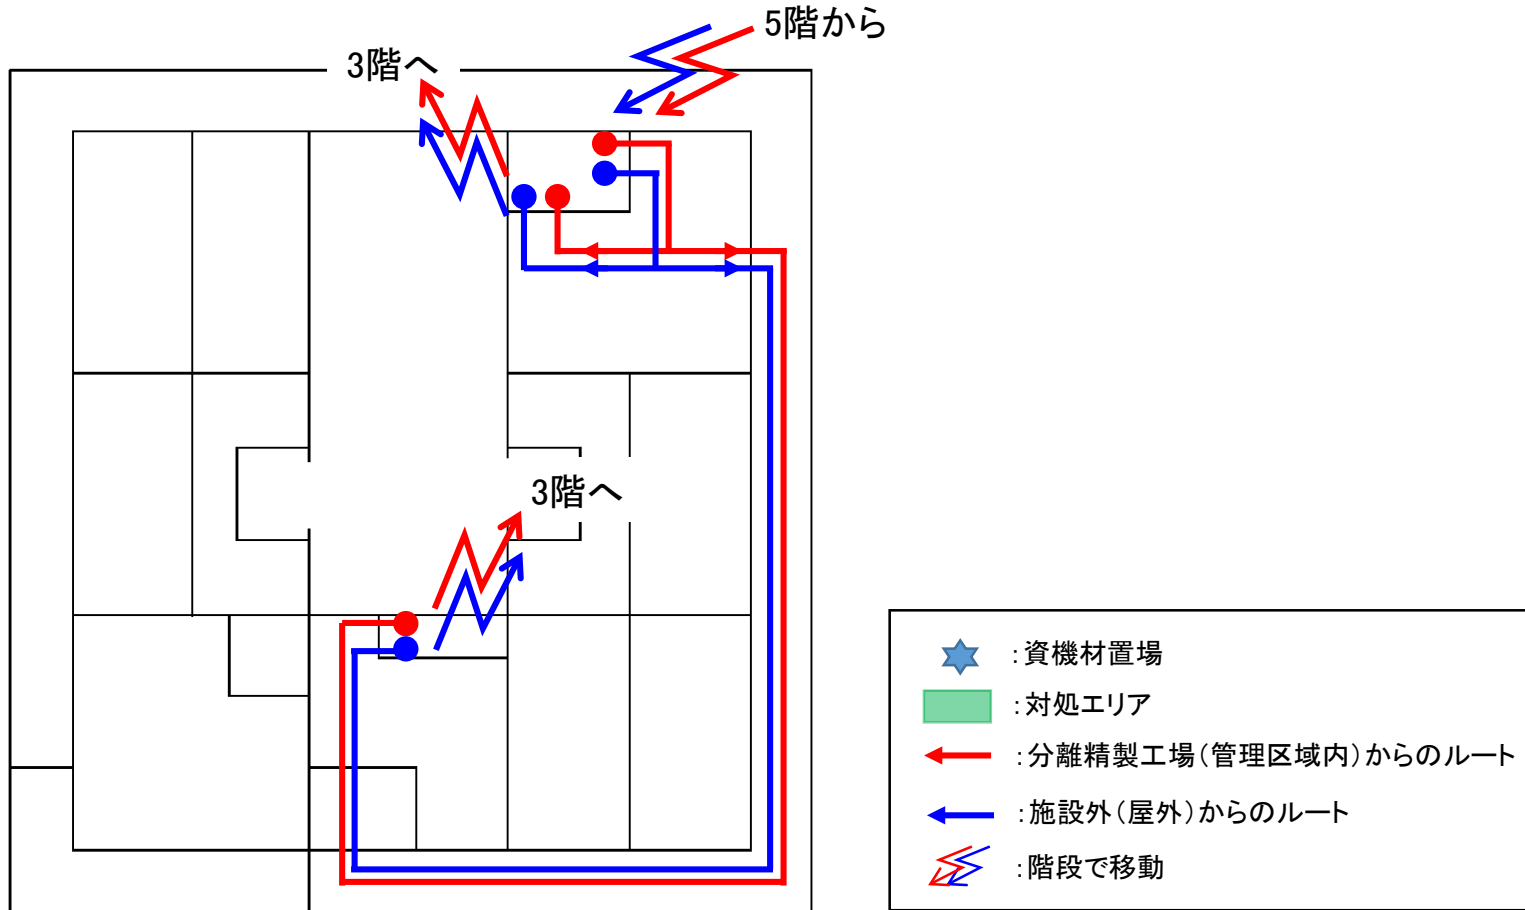 5階から
3階へ
3階へ
：資機材置場
：対処エリア
：分離精製工場（管理区域内）からのルート
：施設外（屋外）からのルート
：階段で移動